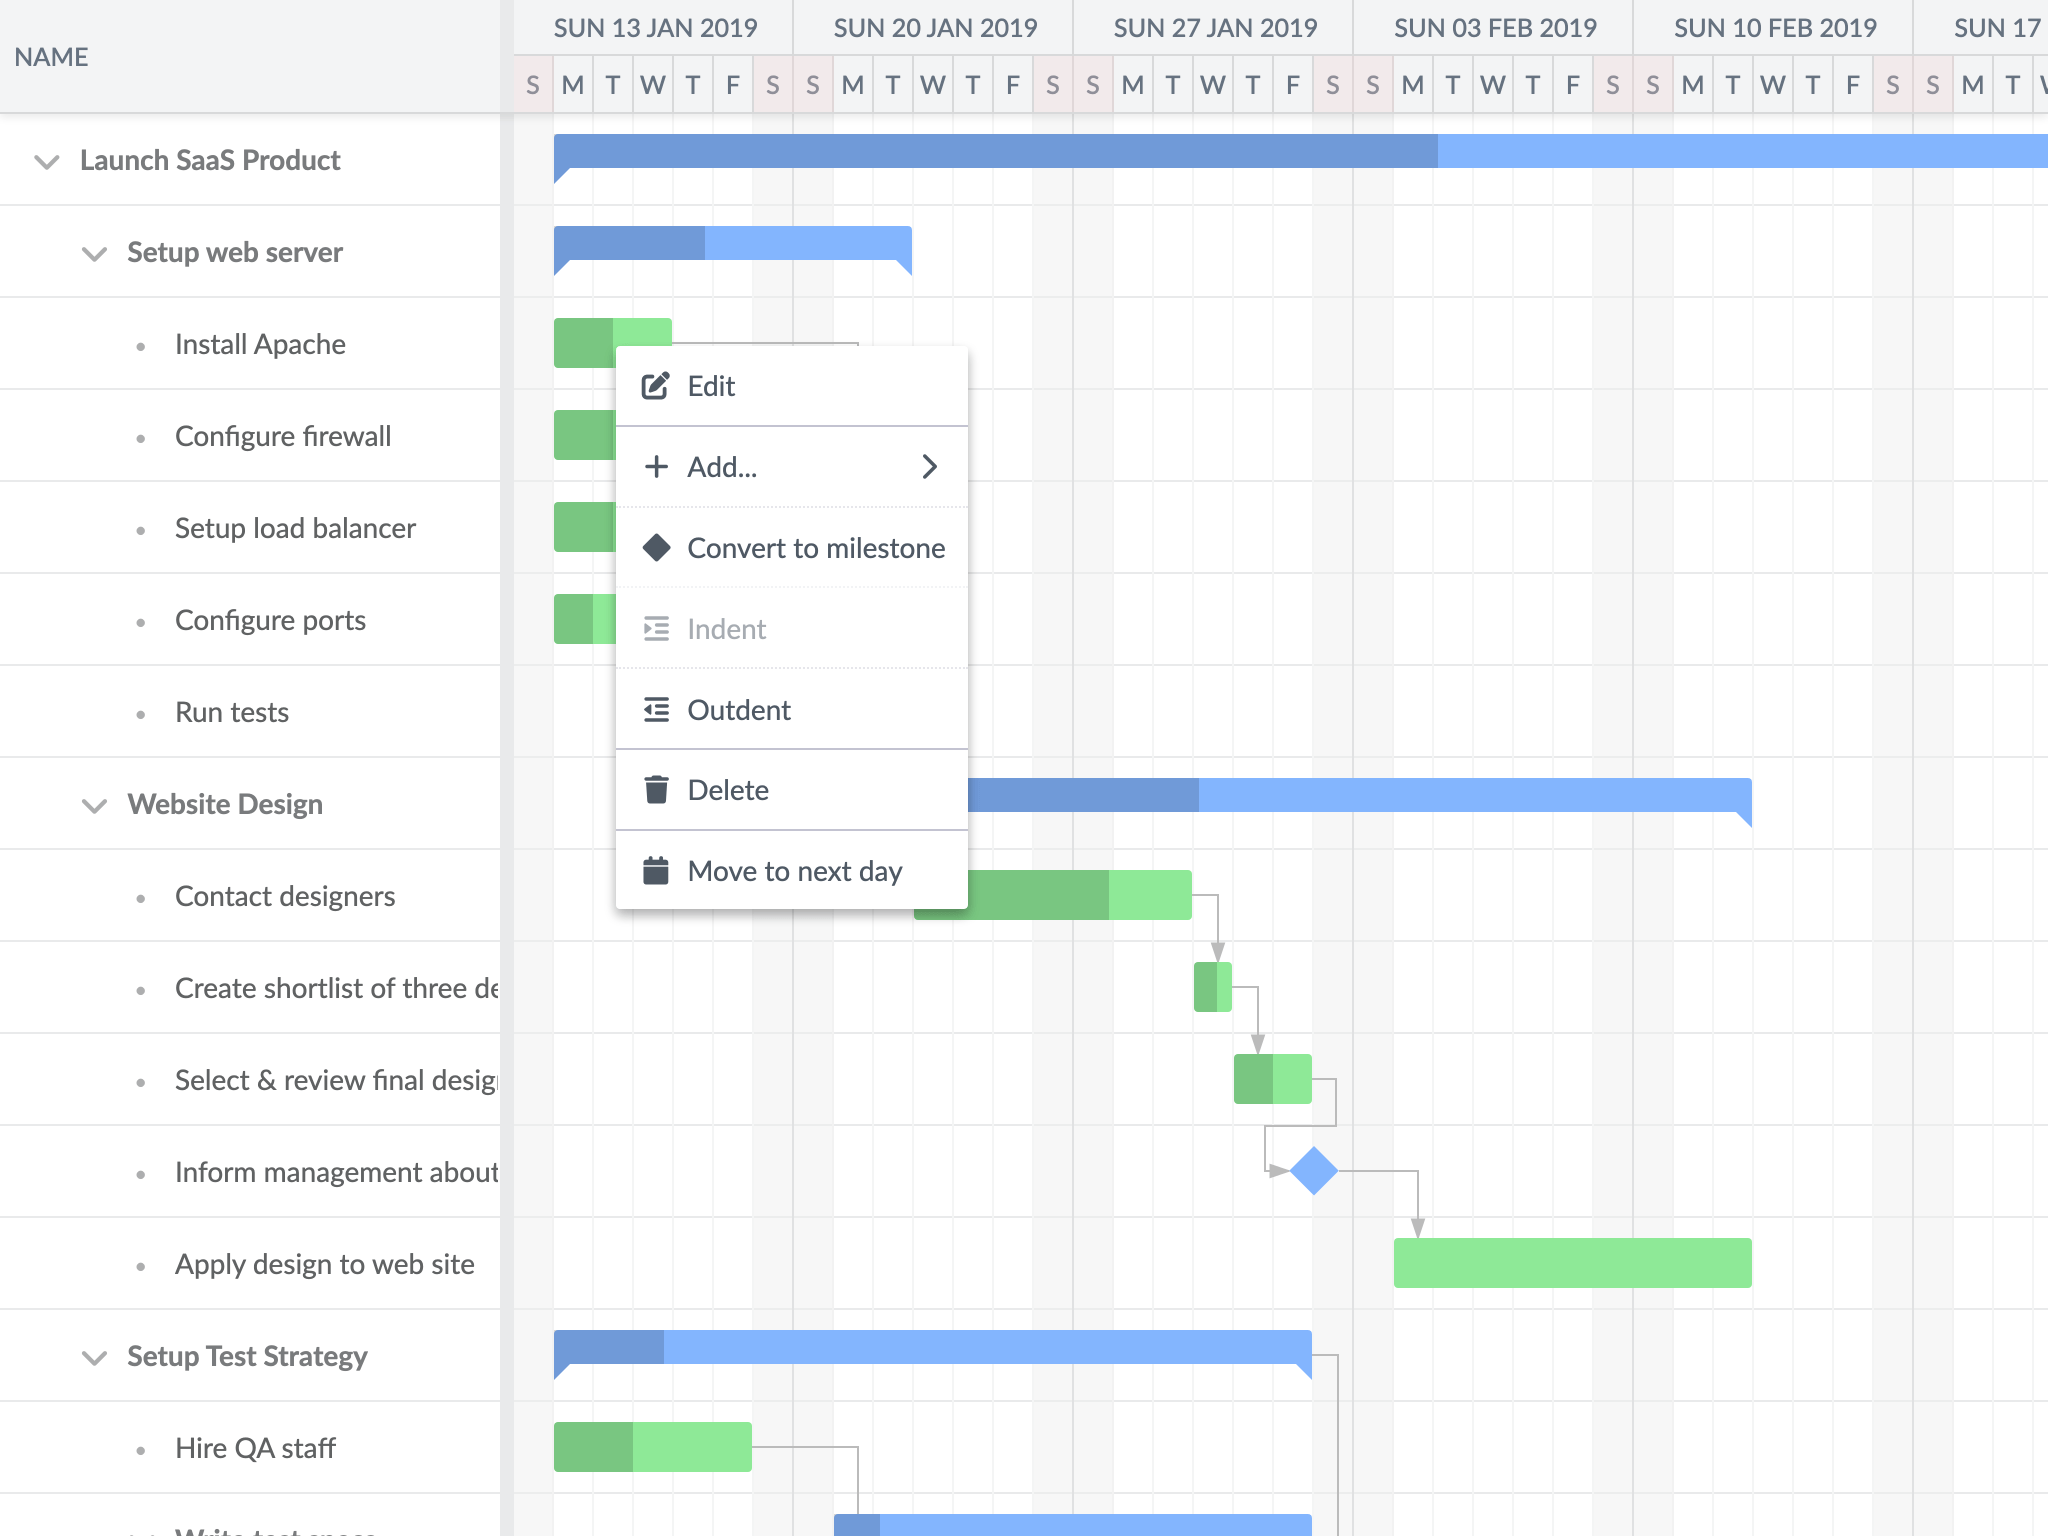 NAME
SUN 13 JAN 2019 SUN 20 JAN 2019 SUN 27 JAN 2019 SUN 03 FEB 2019 SUN 10 FEB 2019 SUN 17
S M T W T F S S M T W T F S S M T W T F S S M T W T F S S M T W T F S S M T
Launch SaaS Product
Setup web server
Install Apache
Edit
Configure firewall
Add...
Setup load balancer
Convert to milestone
Configure ports
Indent
Run tests
Outdent
Delete
Website Design
Move to next day
Contact designers
Create shortlist of three de
Select & review final desig
Inform management about
Apply design to web site
Setup Test Strategy
Hire QA staff
Write test specs